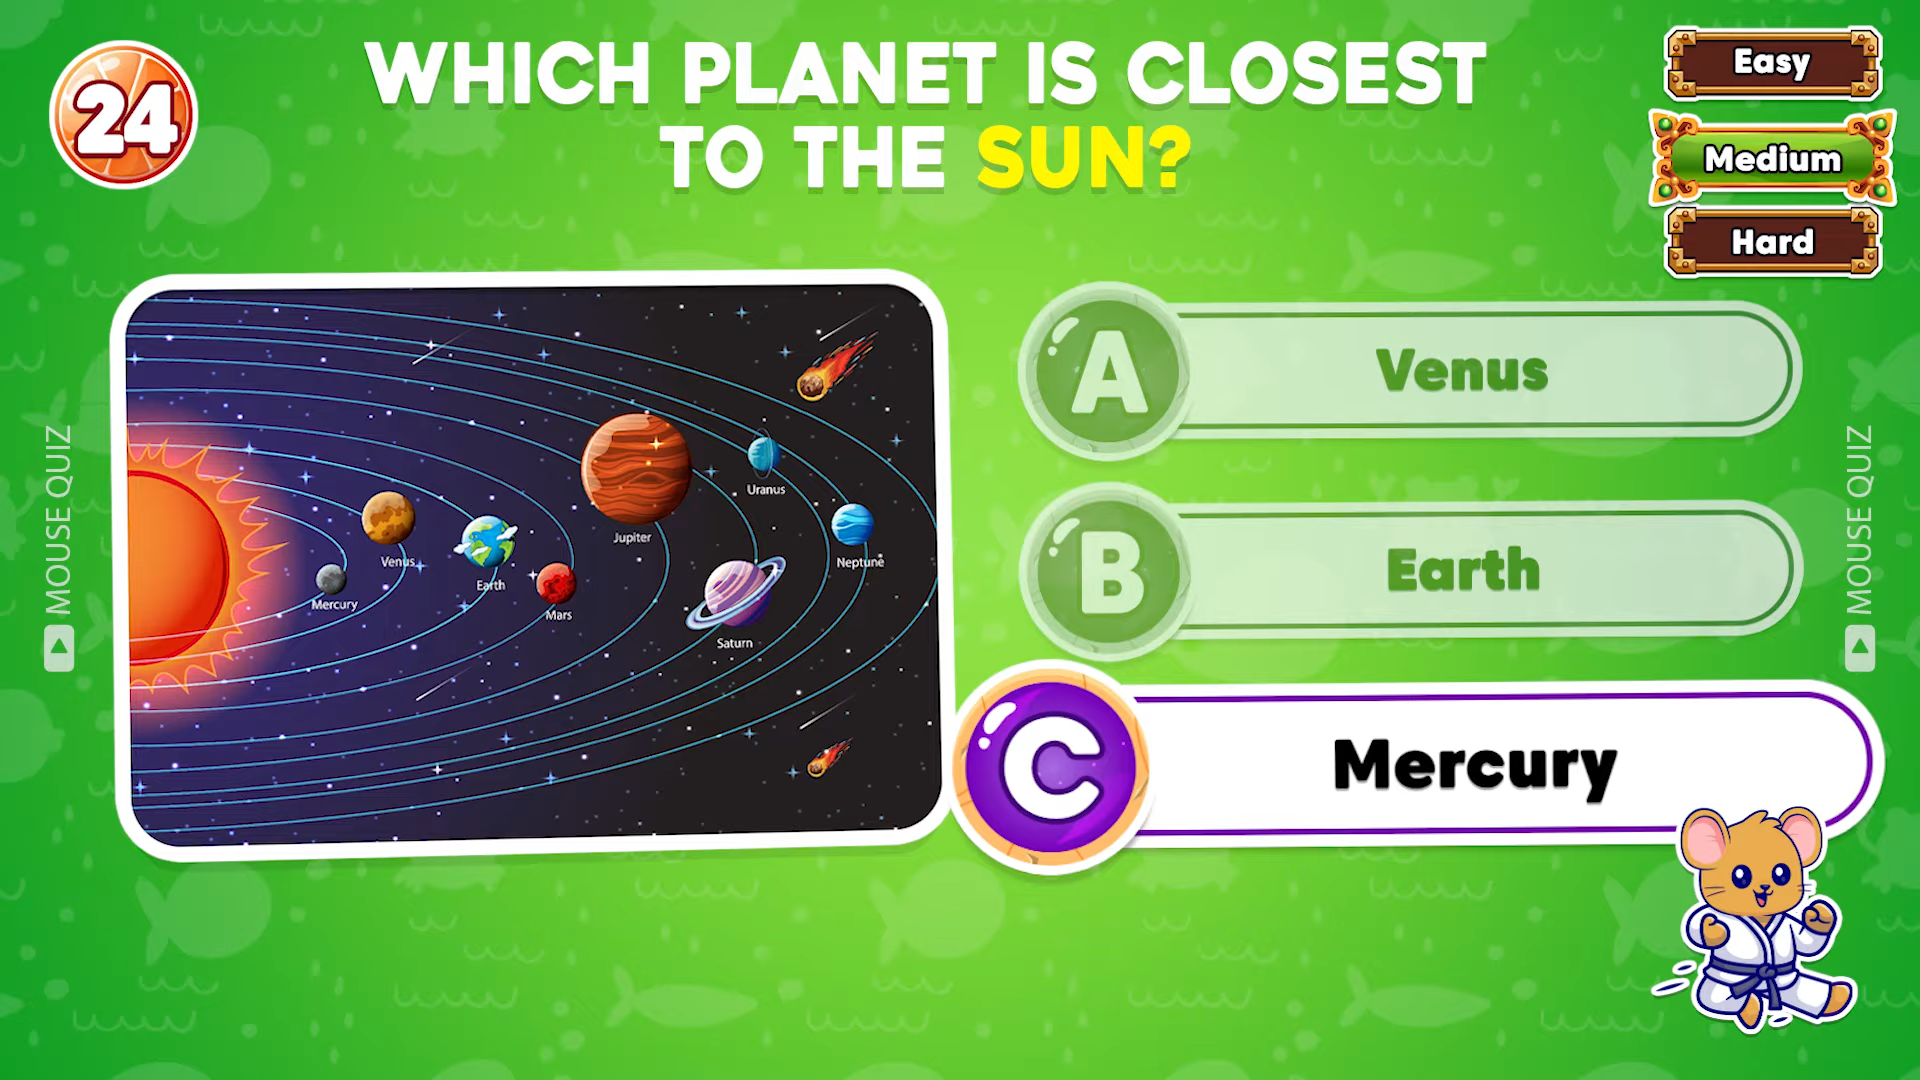 24
WHICH PLANET IS CLOSEST
TO THE SUN?
Easy
Medium
Hard
MOUSE QUIZ
Mercury
Venus
Earth
Mars
Jupiter
Saturn
Uranus
Neptune
A
Venus
B
Earth
C
Mercury
MOUSE QUIZ